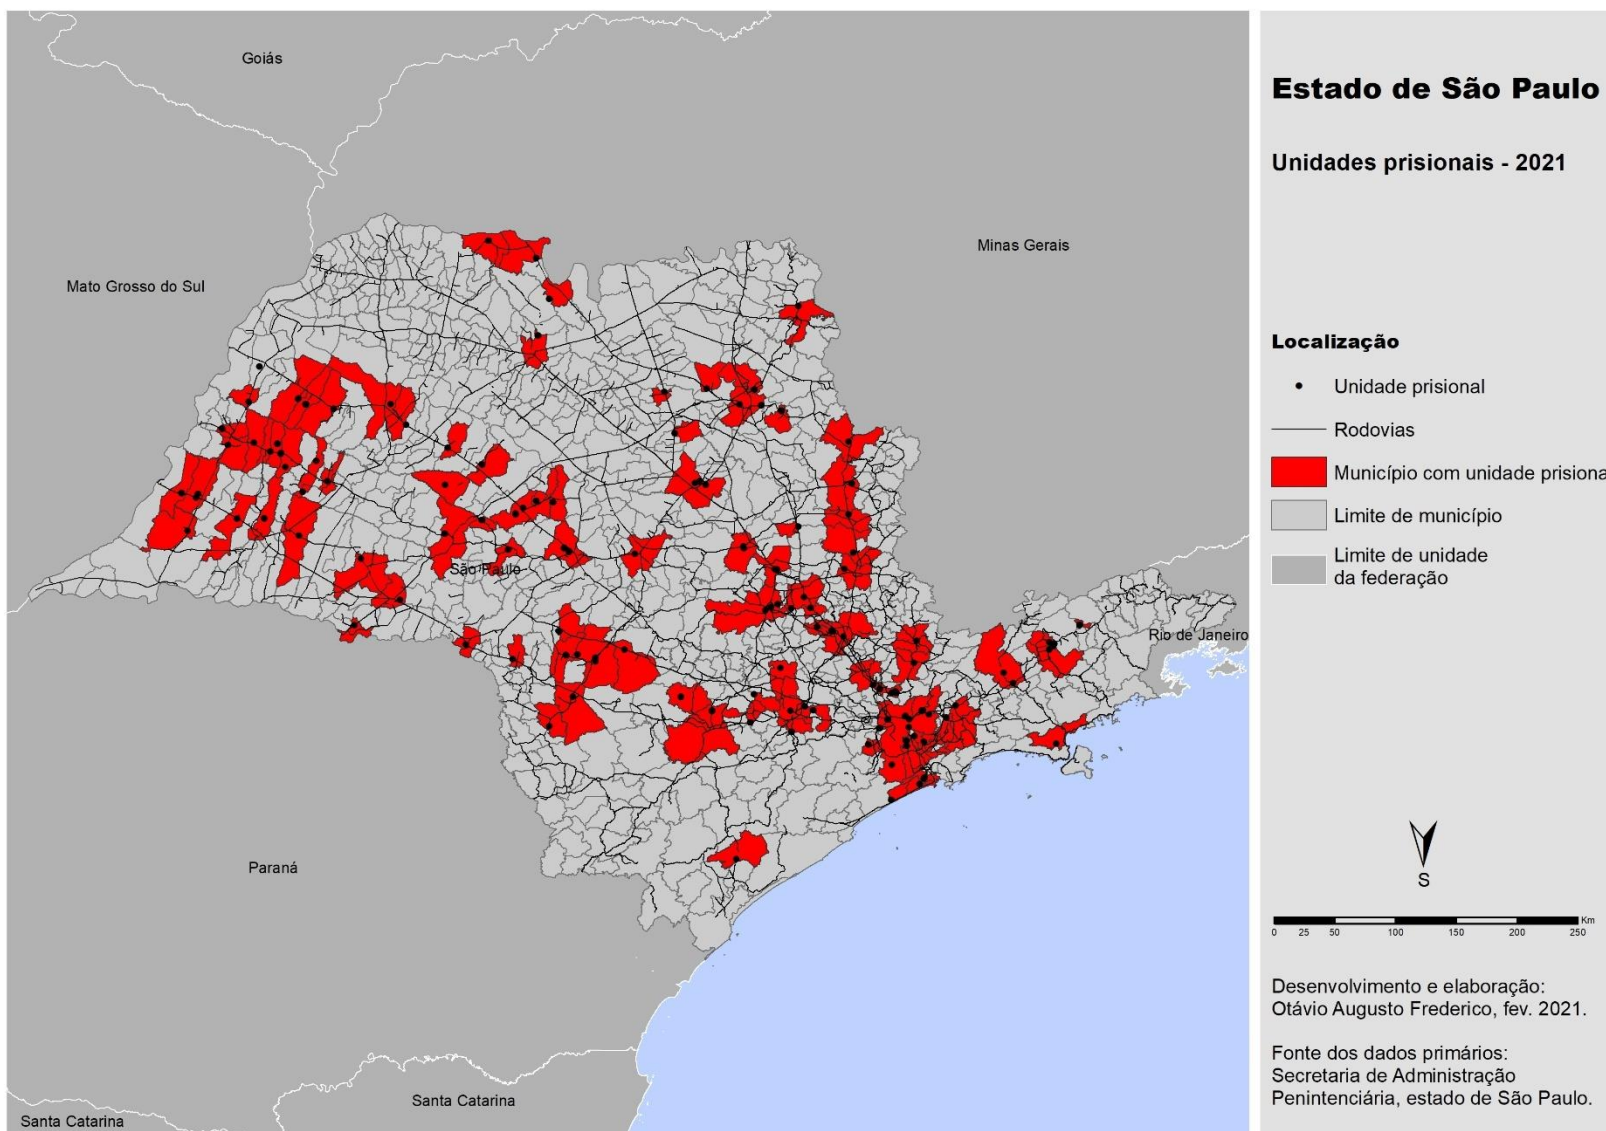 Goiás
Minas Gerais
Mato Grosso do Sul
São Paulo
Rio de Janeiro
Paraná
Santa Catarina
Santa Catarina
Estado de São Paulo
Unidades prisionais - 2021
Localização
Unidade prisional
Rodovias
Município com unidade prisiona
Limite de município
Limite de unidade
da federação
S
Km
0 25 50 100 150 200 250
Desenvolvimento e elaboração:
Otávio Augusto Frederico, fev. 2021.
Fonte dos dados primários:
Secretaria de Administração
Penintenciária, estado de São Paulo.